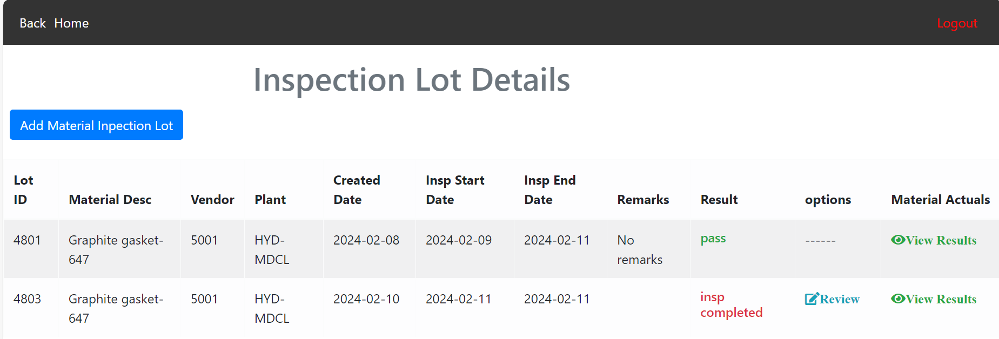 Back Home Logout
Inspection Lot Details
Add Material Inpection Lot
Lot ID Material Desc Vendor Plant Created Date Insp Start Date Insp End Date Remarks Result options Material Actuals
4801 Graphite gasket-647 5001 HYD-MDCL 2024-02-08 2024-02-09 2024-02-11 No remarks pass ------ View Results
4803 Graphite gasket-647 5001 HYD-MDCL 2024-02-10 2024-02-11 2024-02-11 insp completed Review View Results